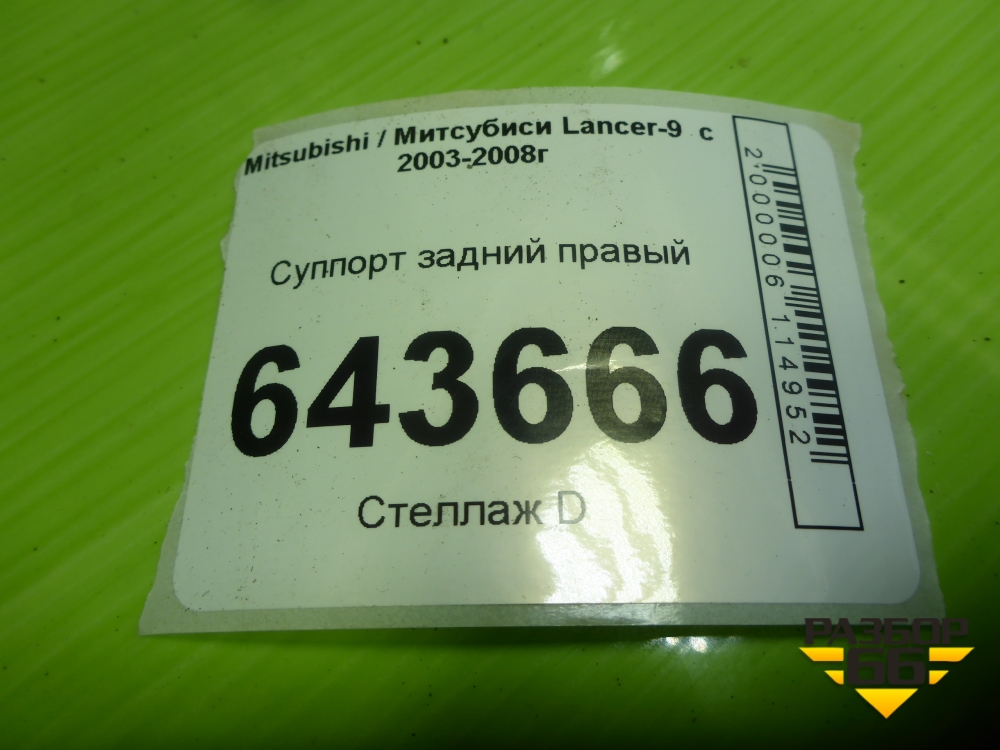 Mitsubishi / Митсубиси Lancer-9 с
2003-2008г
Суппорт задний правый
643666
Стеллаж D
2000006114952
РАЗБОР
66